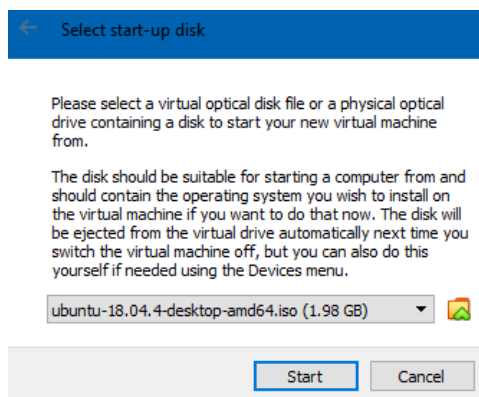 Select start-up disk
Please select a virtual optical disk file or a physical optical
drive containing a disk to start your new virtual machine
from.
The disk should be suitable for starting a computer from and
should contain the operating system you wish to install on
the virtual machine if you want to do that now. The disk will
be ejected from the virtual drive automatically next time you
switch the virtual machine off, but you can also do this
yourself if needed using the Devices menu.
ubuntu-18.04.4-desktop-amd64.iso (1.98 GB)
Start Cancel